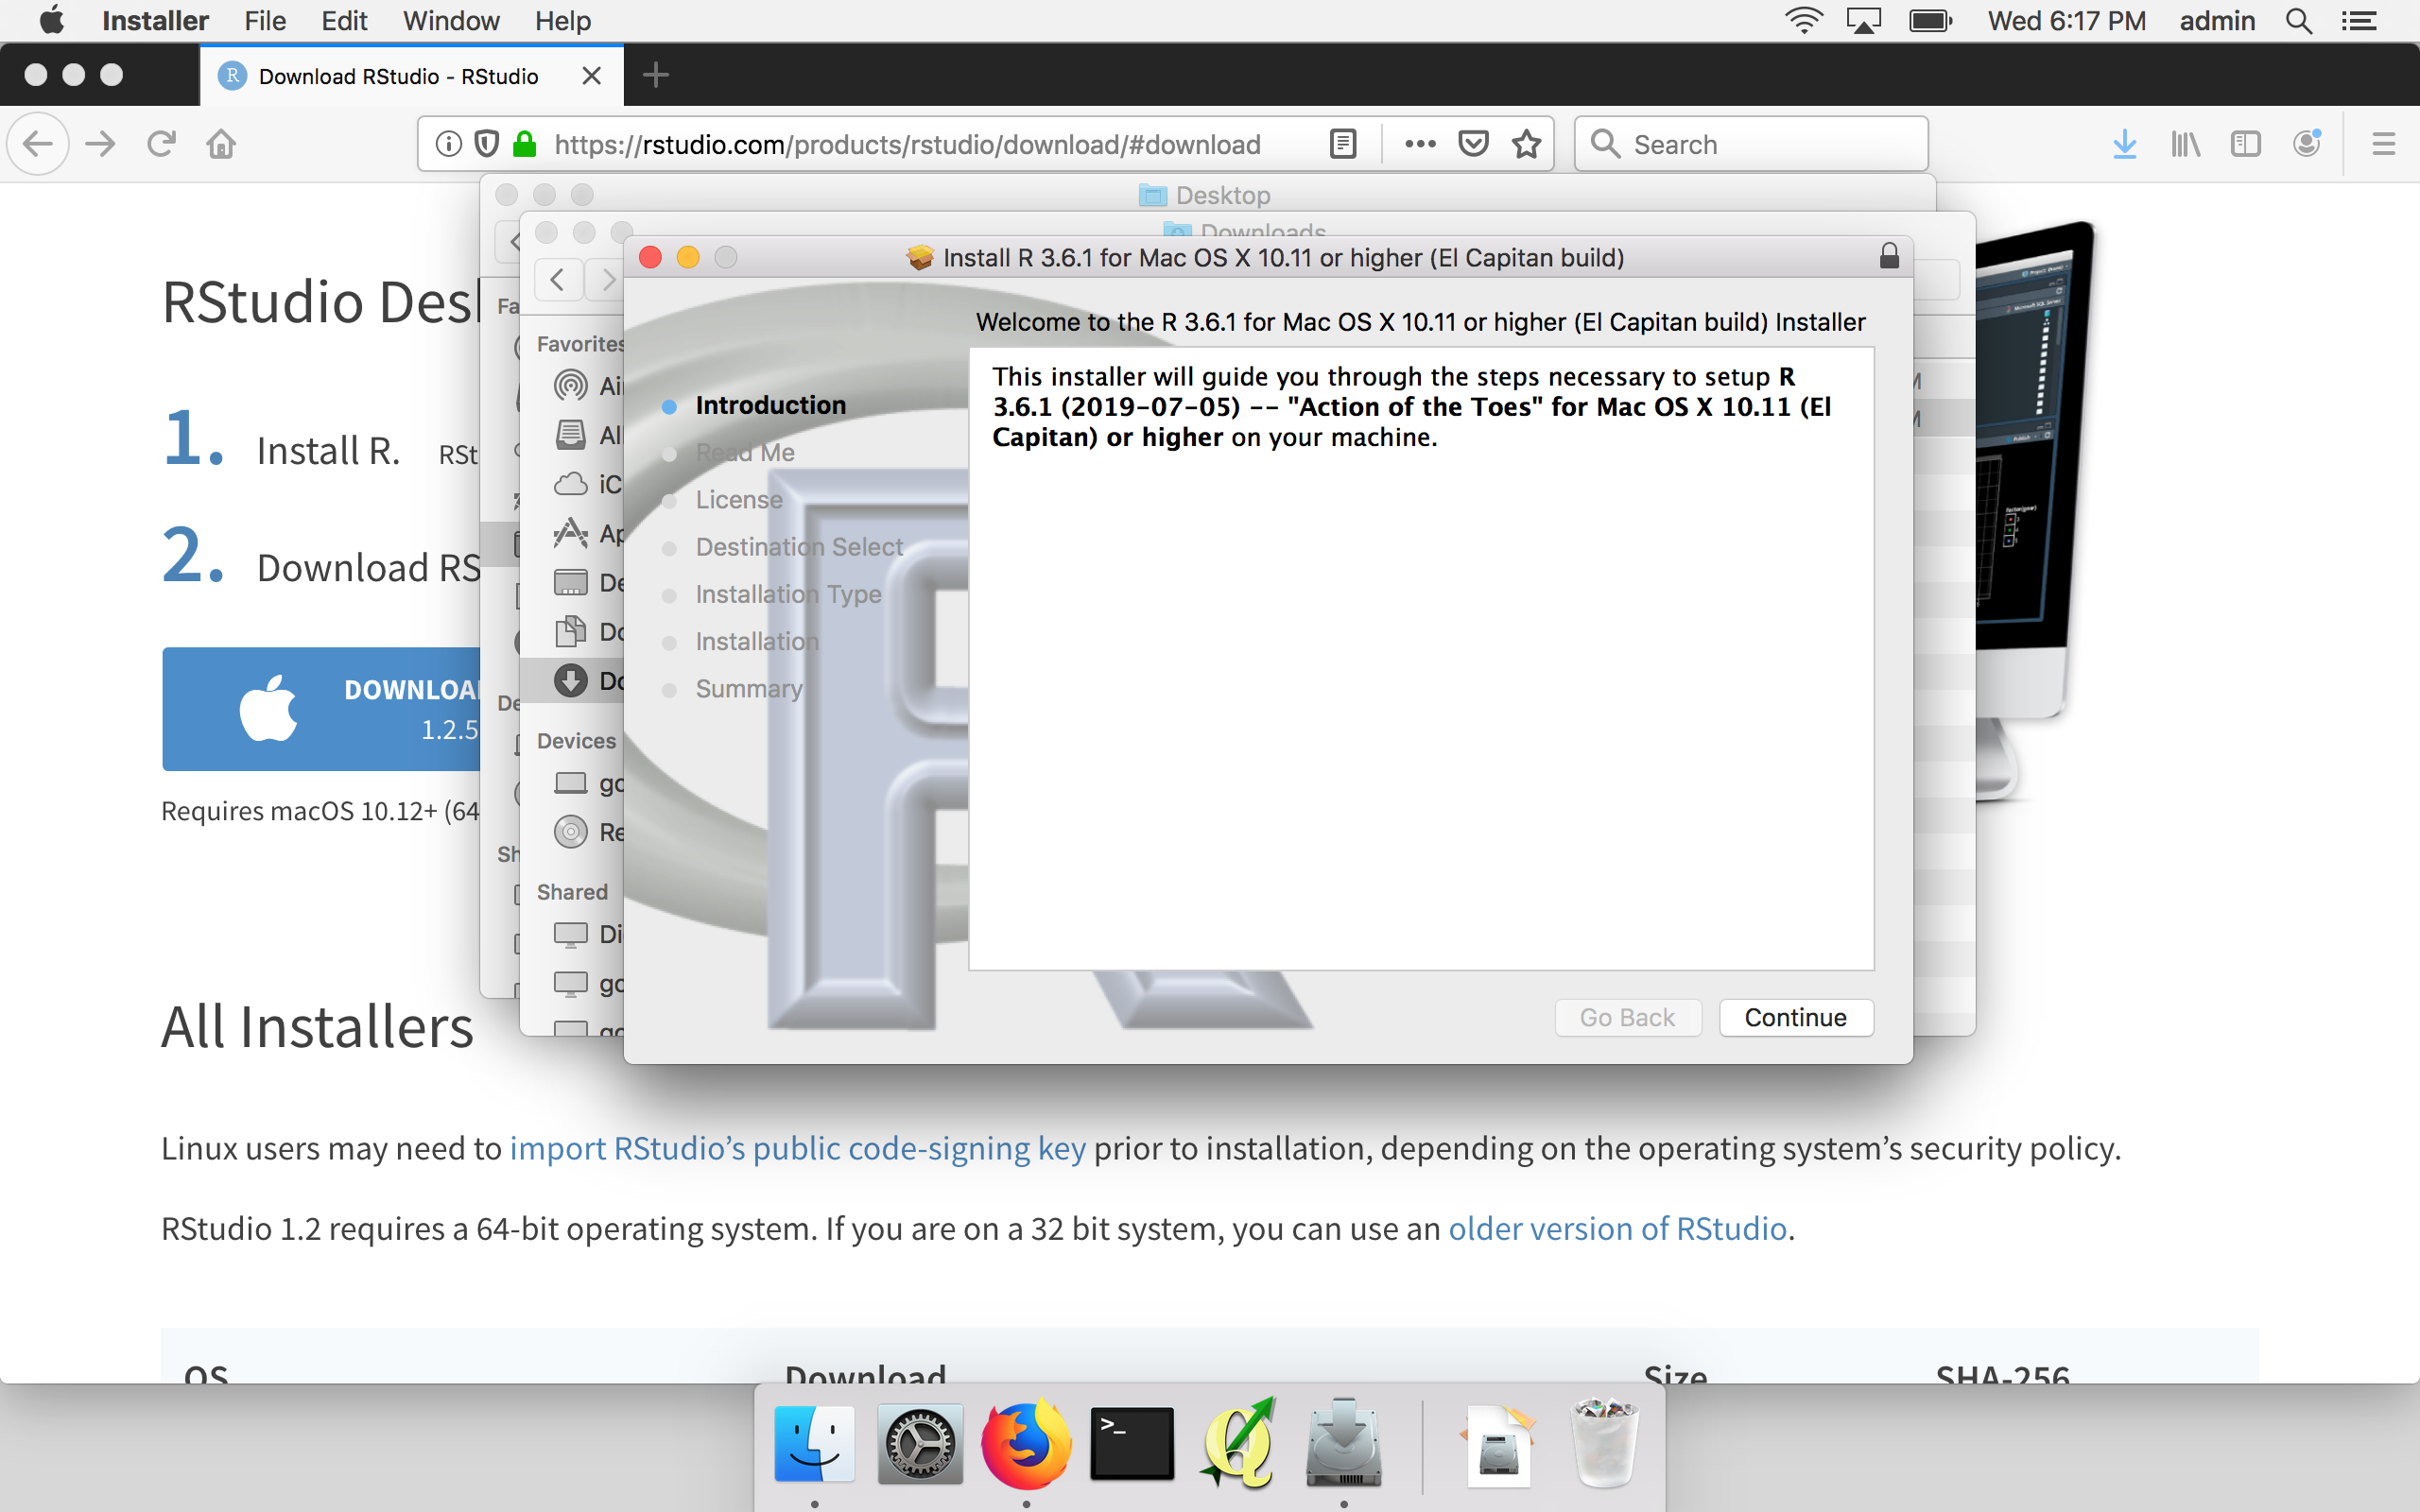 Installer File Edit Window Help Wed 6:17 PM admin
Download RStudio - RStudio
https://rstudio.com/products/rstudio/download/#download Search
Desktop
Downloads
Install R 3.6.1 for Mac OS X 10.11 or higher (El Capitan build)
Welcome to the R 3.6.1 for Mac OS X 10.11 or higher (El Capitan build) Installer
This installer will guide you through the steps necessary to setup R
3.6.1 (2019-07-05) -- "Action of the Toes" for Mac OS X 10.11 (El
Capitan) or higher on your machine.
Introduction
Read Me
License
Destination Select
Installation Type
Installation
Summary
Go Back Continue
Fa
Favorites
Ai
All
iC
Ap
De
Do
Do
De
Devices
Re
Sh
Shared
Di
RStudio Des
1. Install R. RSt
2. Download RS
DOWNLOA
1.2.5
Requires macOS 10.12+ (64
All Installers
Linux users may need to import RStudio’s public code-signing key prior to installation, depending on the operating system’s security policy.
RStudio 1.2 requires a 64-bit operating system. If you are on a 32 bit system, you can use an older version of RStudio.
OS Download Size SHA-256